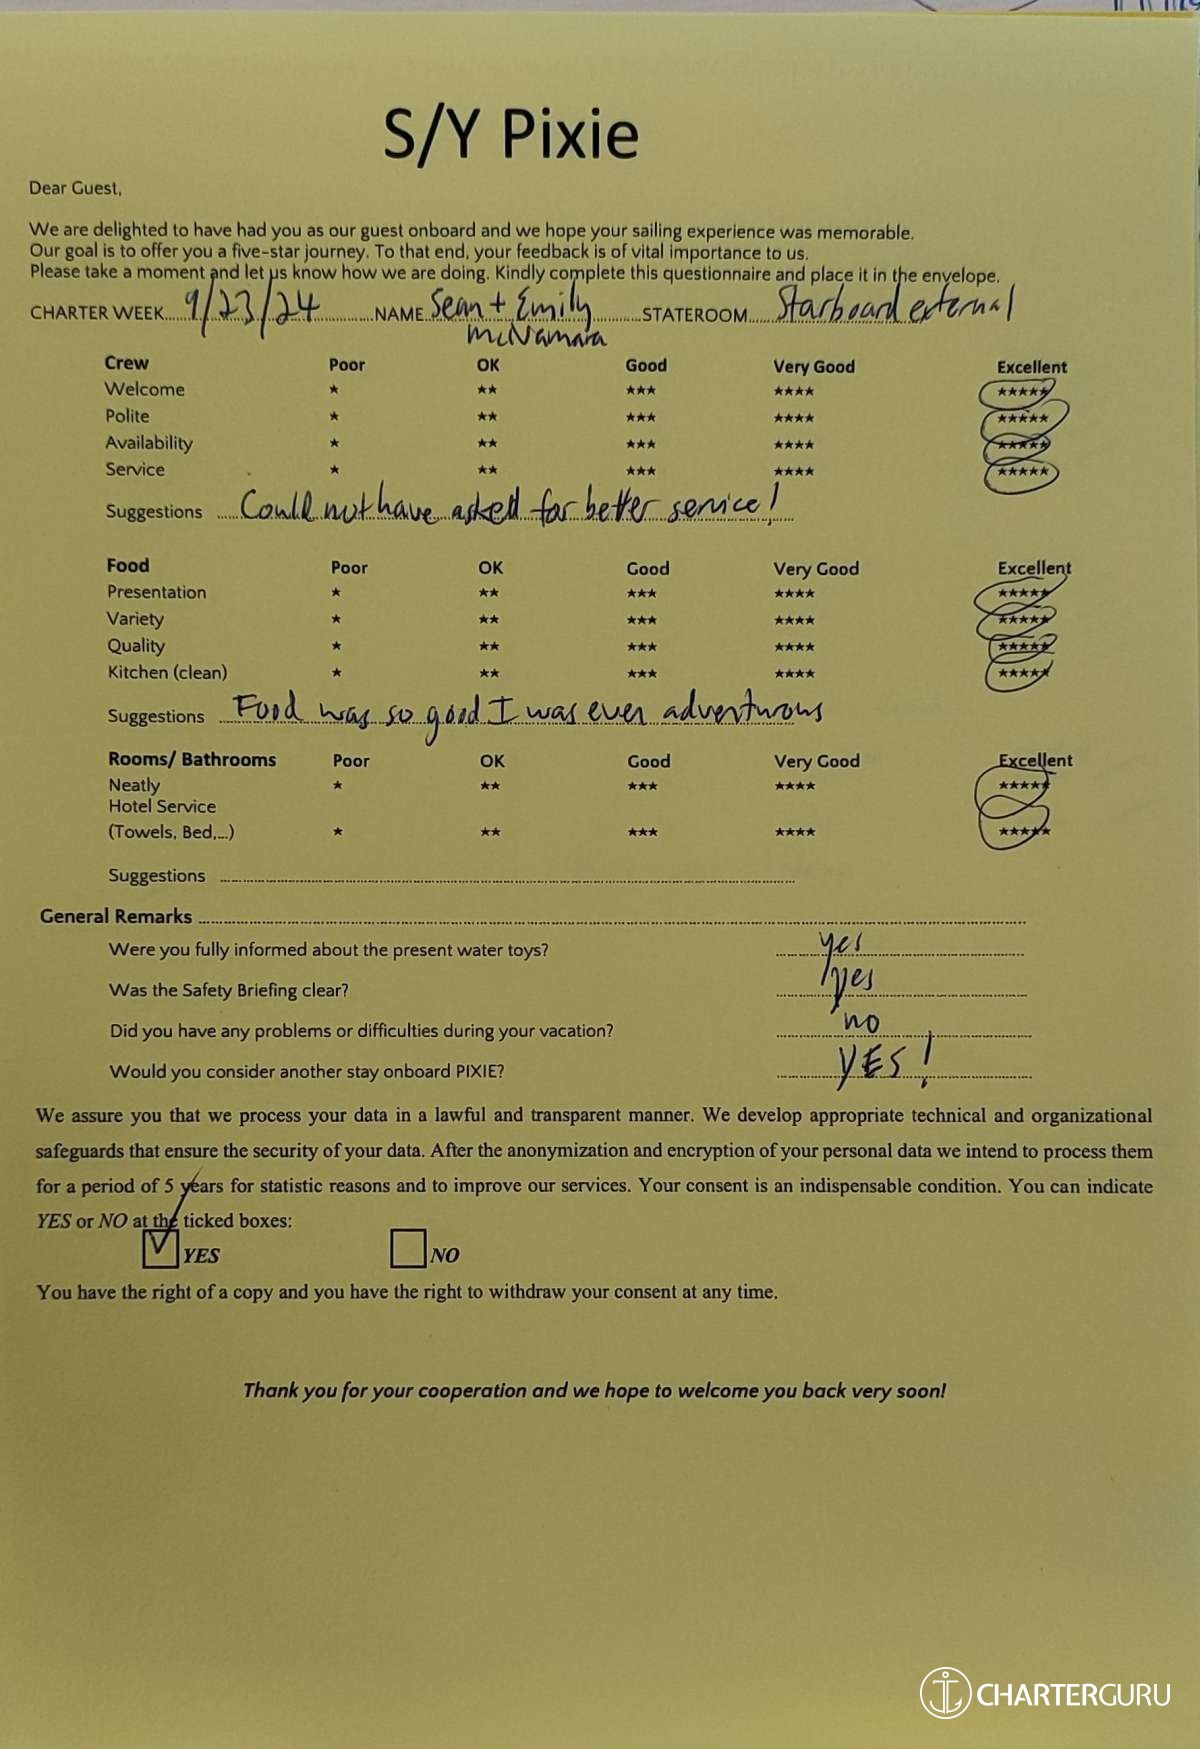 S/Y Pixie
Dear Guest,
We are delighted to have had you as our guest onboard and we hope your sailing experience was memorable.
Our goal is to offer you a five-star journey. To that end, your feedback is of vital importance to us.
Please take a moment and let us know how we are doing. Kindly complete this questionnaire and place it in the envelope.
CHARTER WEEK 9/23/24 NAME Sean + Emily STATEROOM Starboard external
McNamara
Crew Poor OK Good Very Good Excellent
Welcome ★ ★★ ★★★ ★★★★ ★★★★★
Polite ★ ★★ ★★★ ★★★★ ★★★★★
Availability ★ ★★ ★★★ ★★★★ ★★★★★
Service ★ ★★ ★★★ ★★★★ ★★★★★
Suggestions Could not have asked for better service!
Food Poor OK Good Very Good Excellent
Presentation ★ ★★ ★★★ ★★★★ ★★★★★
Variety ★ ★★ ★★★ ★★★★ ★★★★★
Quality ★ ★★ ★★★ ★★★★ ★★★★★
Kitchen (clean) ★ ★★ ★★★ ★★★★ ★★★★★
Suggestions Food was so good I was even adventurous
Rooms/ Bathrooms Poor OK Good Very Good Excellent
Neatly ★ ★★ ★★★ ★★★★ ★★★★★
Hotel Service
(Towels, Bed,...) ★ ★★ ★★★ ★★★★ ★★★★★
Suggestions
General Remarks
Were you fully informed about the present water toys? yes
Was the Safety Briefing clear? yes
Did you have any problems or difficulties during your vacation? no
Would you consider another stay onboard PIXIE? YES!
We assure you that we process your data in a lawful and transparent manner. We develop appropriate technical and organizational
safeguards that ensure the security of your data. After the anonymization and encryption of your personal data we intend to process them
for a period of 5 years for statistic reasons and to improve our services. Your consent is an indispensable condition. You can indicate
YES or NO at the ticked boxes:
YES NO
You have the right of a copy and you have the right to withdraw your consent at any time.
Thank you for your cooperation and we hope to welcome you back very soon!
CHARTERGURU